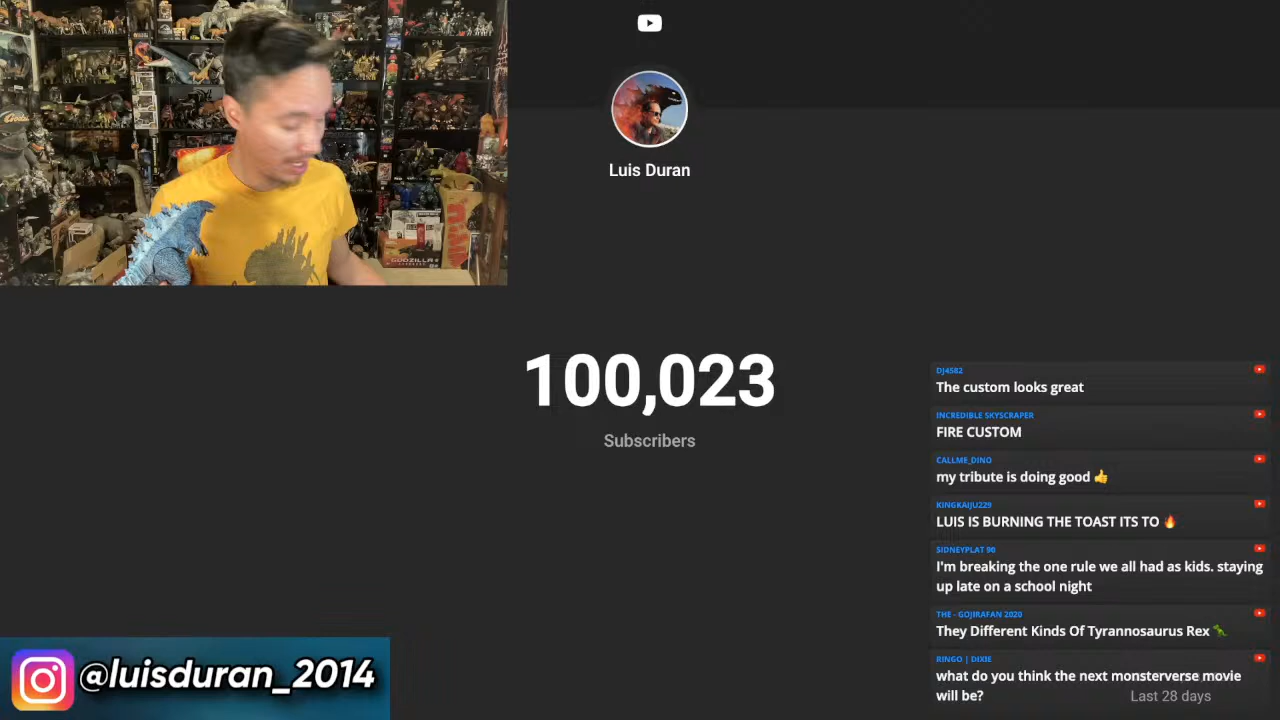 Luis Duran
100,023
Subscribers
DJ4582
The custom looks great
INCREDIBLE SKYSCRAPER
FIRE CUSTOM
CALLME_DINO
my tribute is doing good 👍
KINGKAIJU229
LUIS IS BURNING THE TOAST ITS TO 🔥
SIDNEYPLAT 90
I'm breaking the one rule we all had as kids. staying
up late on a school night
THE - GOJIRAFAN 2020
They Different Kinds Of Tyrannosaurus Rex 🦖
RINGO | DIXIE
what do you think the next monsterverse movie
will be?
Last 28 days
@luisduran_2014